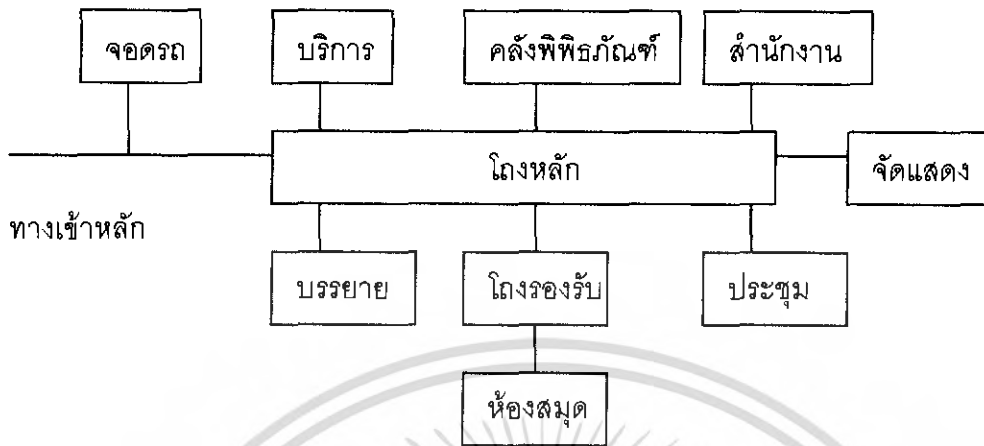 จอดรถ
บริการ
คลังพิพิธภัณฑ์
สำนักงาน
โถงหลัก
จัดแสดง
ทางเข้าหลัก
บรรยาย
โถงรองรับ
ประชุม
ห้องสมุด